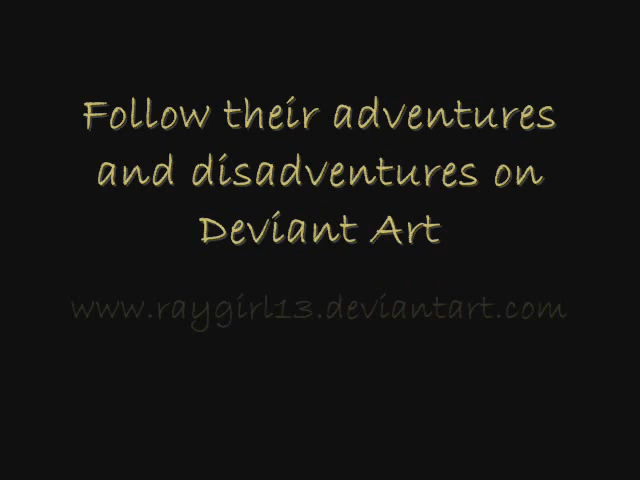 Follow their adventures
and disadventures on
Deviant Art
www.raygirl13.deviantart.com